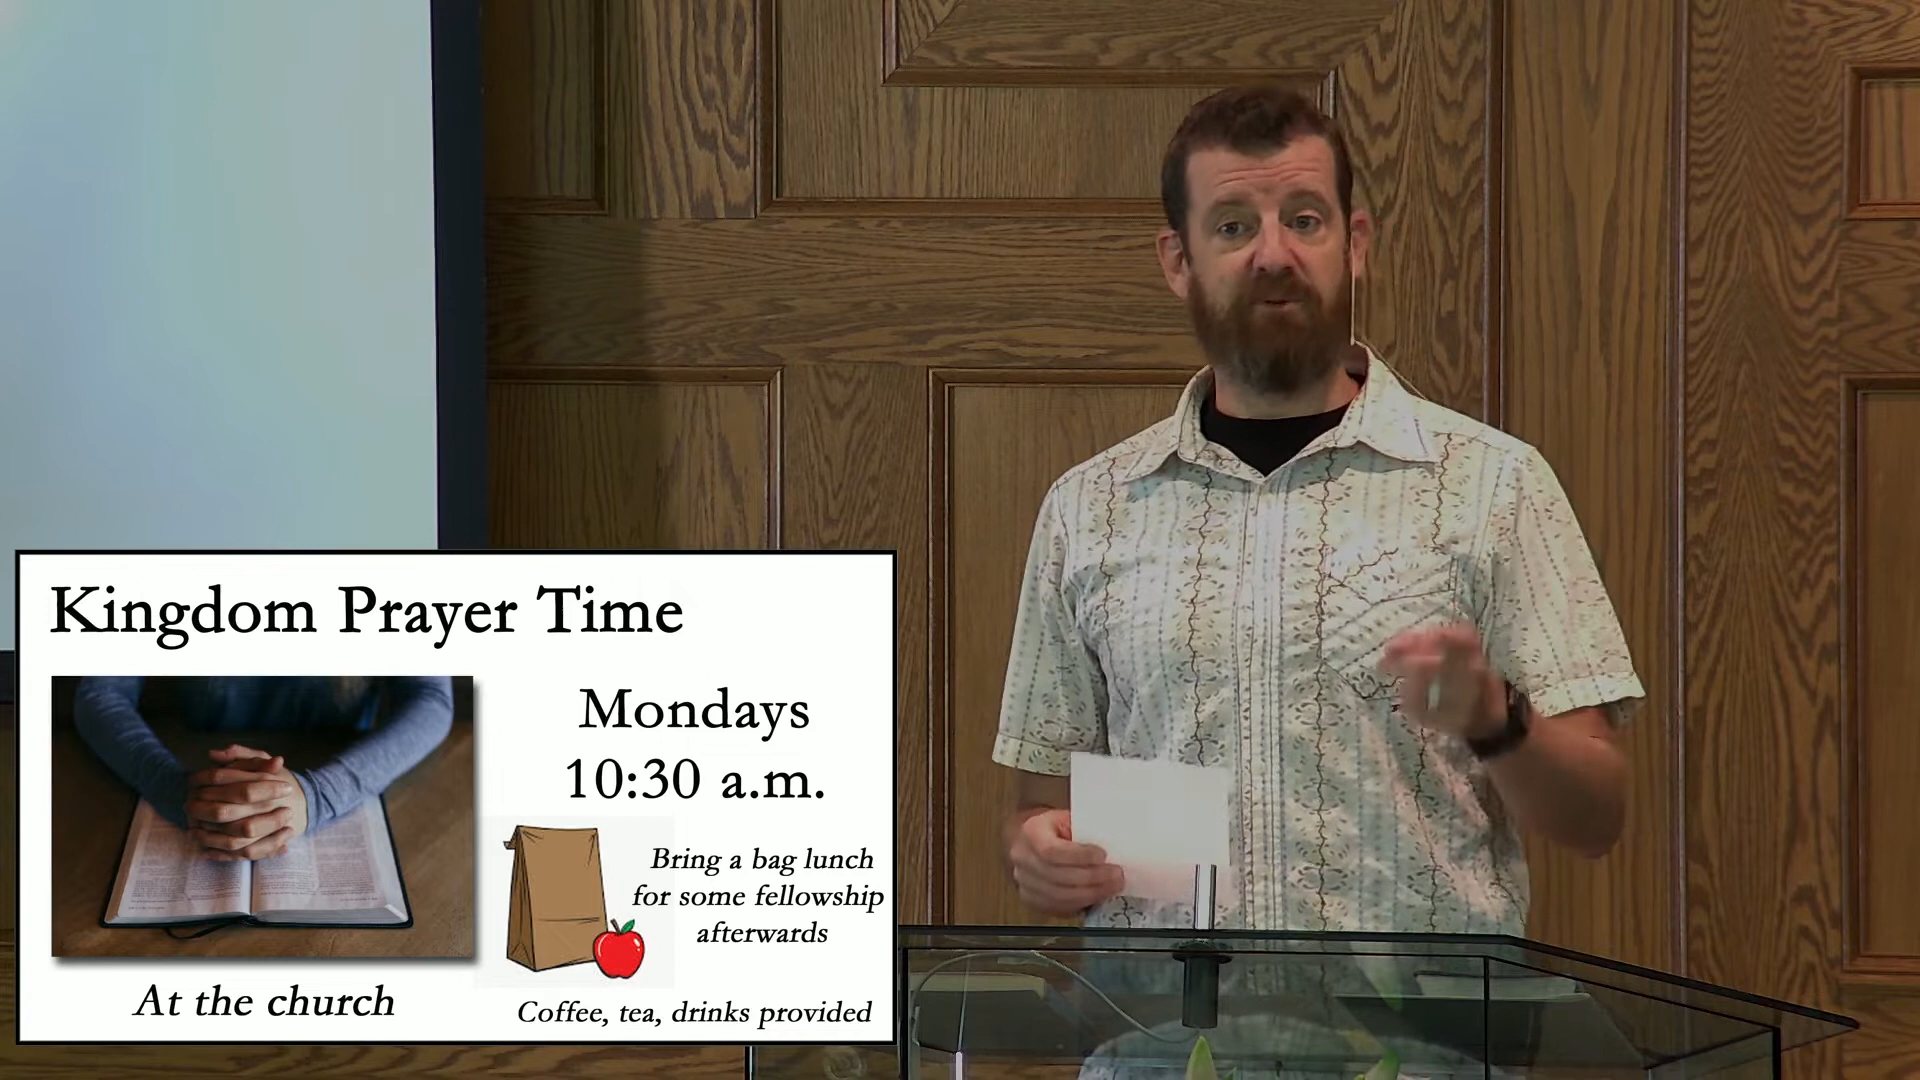 Kingdom Prayer Time
Mondays
10:30 a.m.
Bring a bag lunch
for some fellowship
afterwards
At the church
Coffee, tea, drinks provided